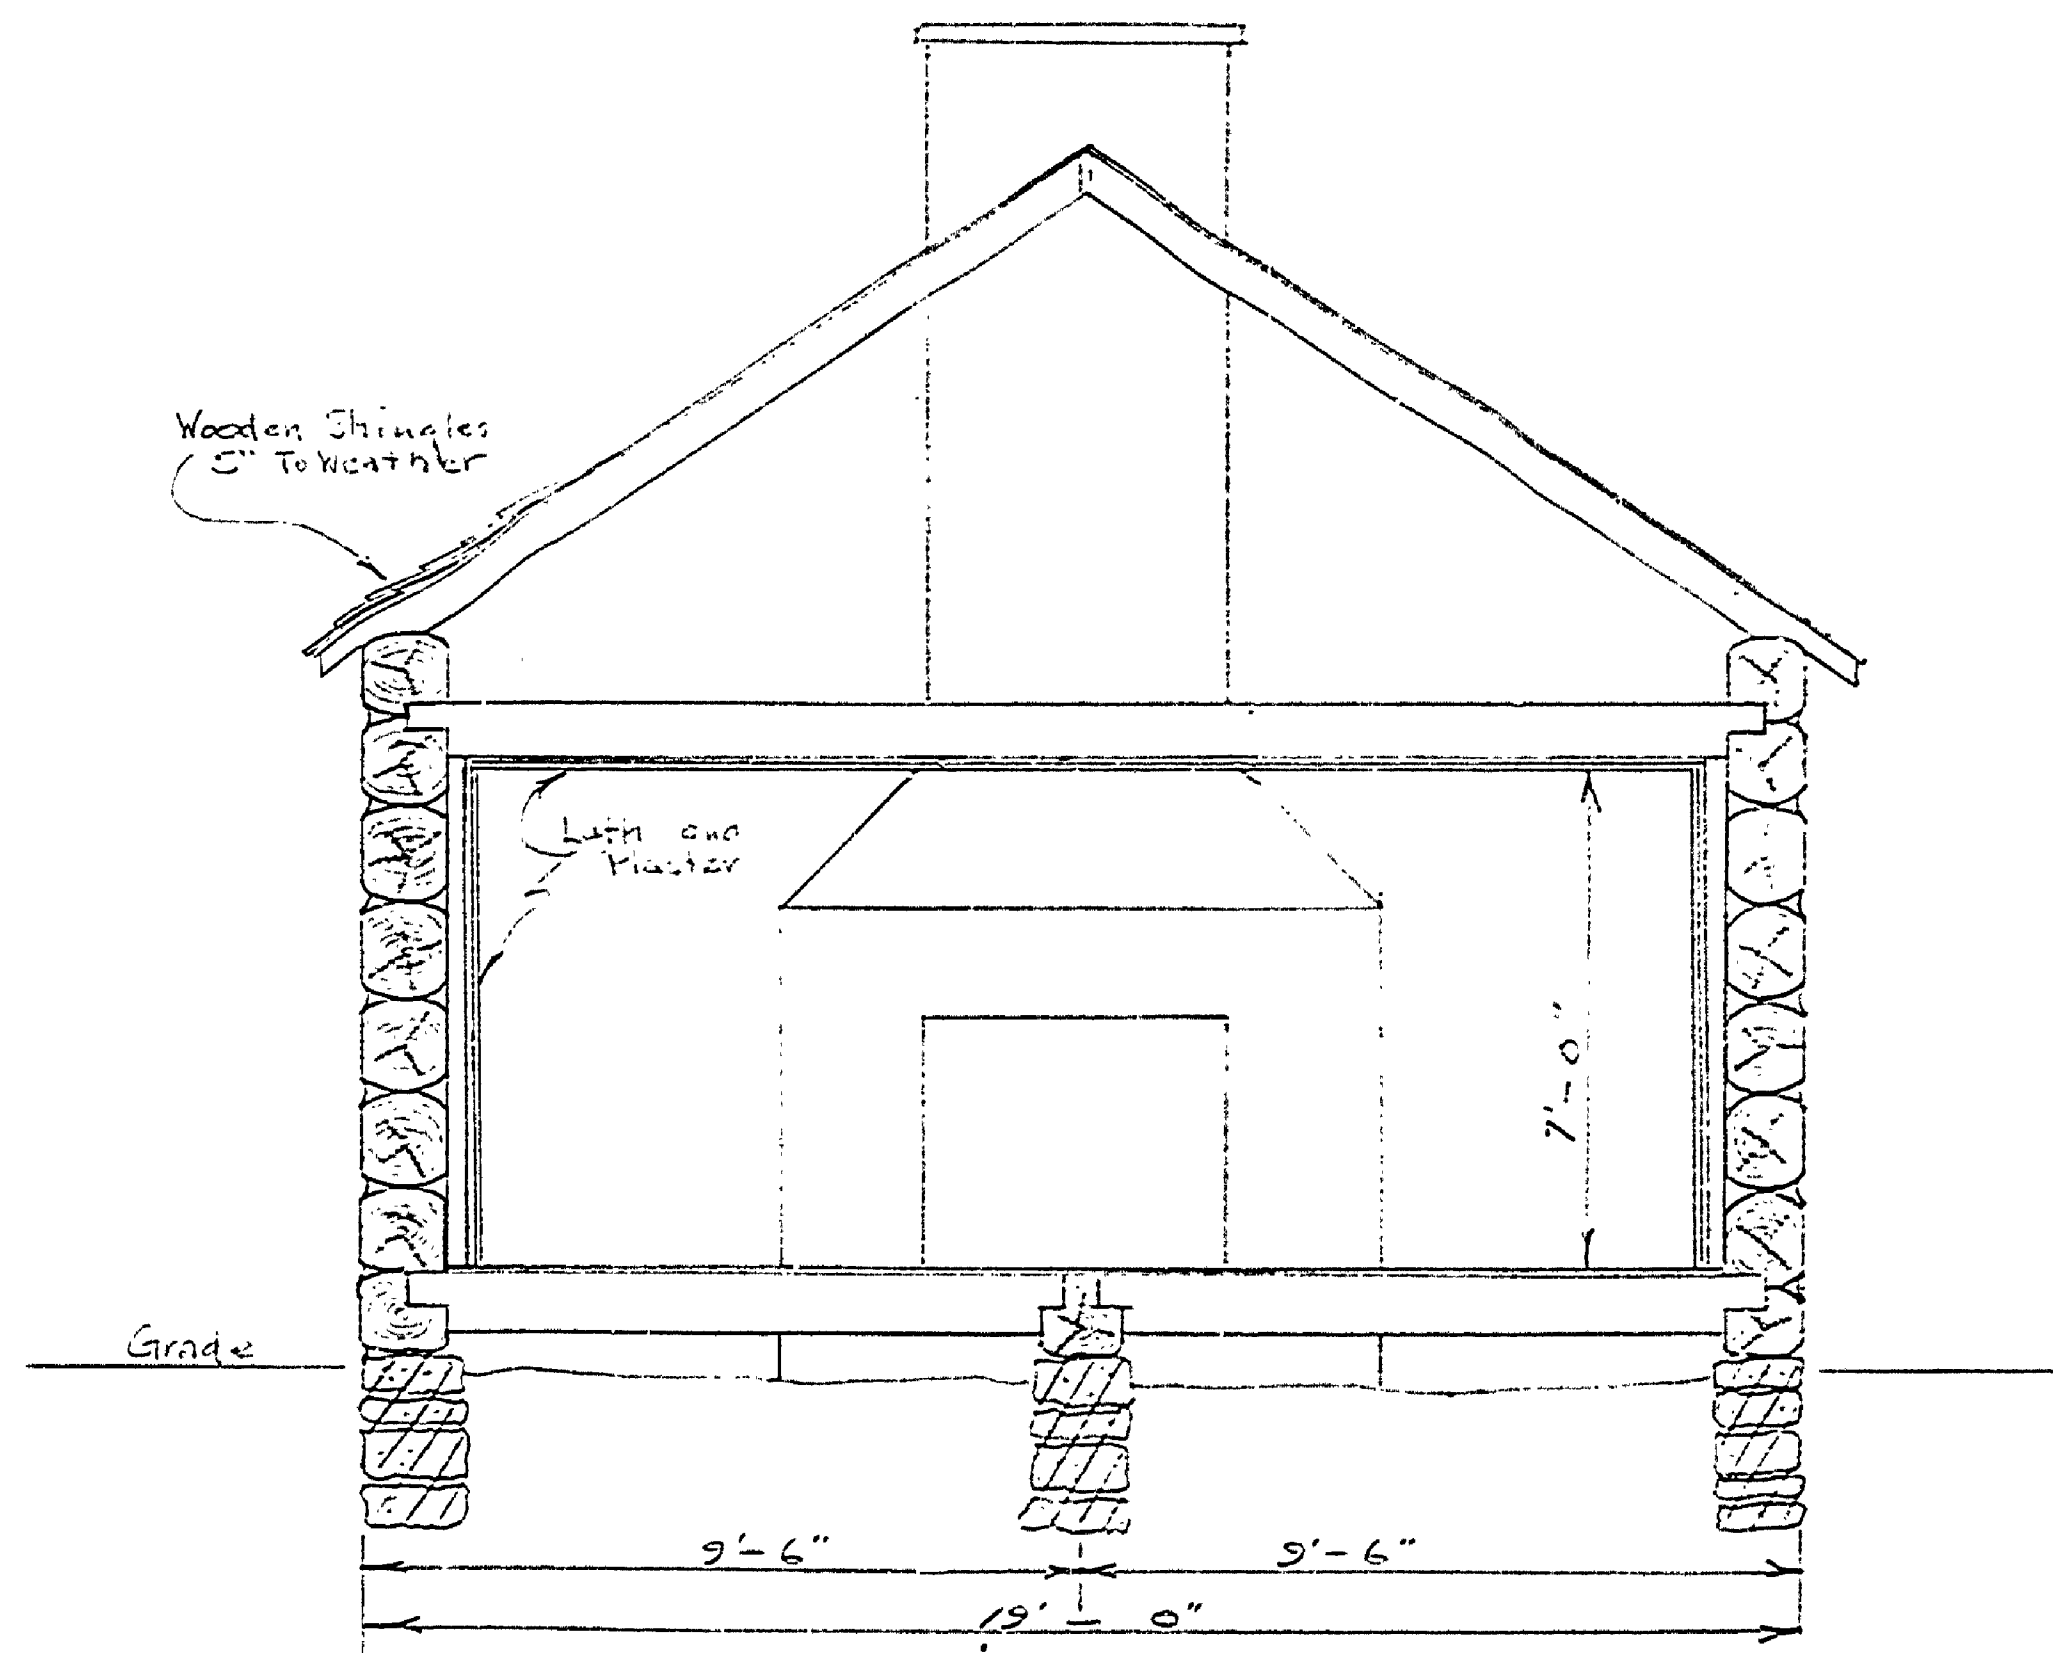 Wooden Shingles
5" To Weather
Lath and
Plaster
7'-0"
Grade
9'-6"
9'-6"
19'-0"